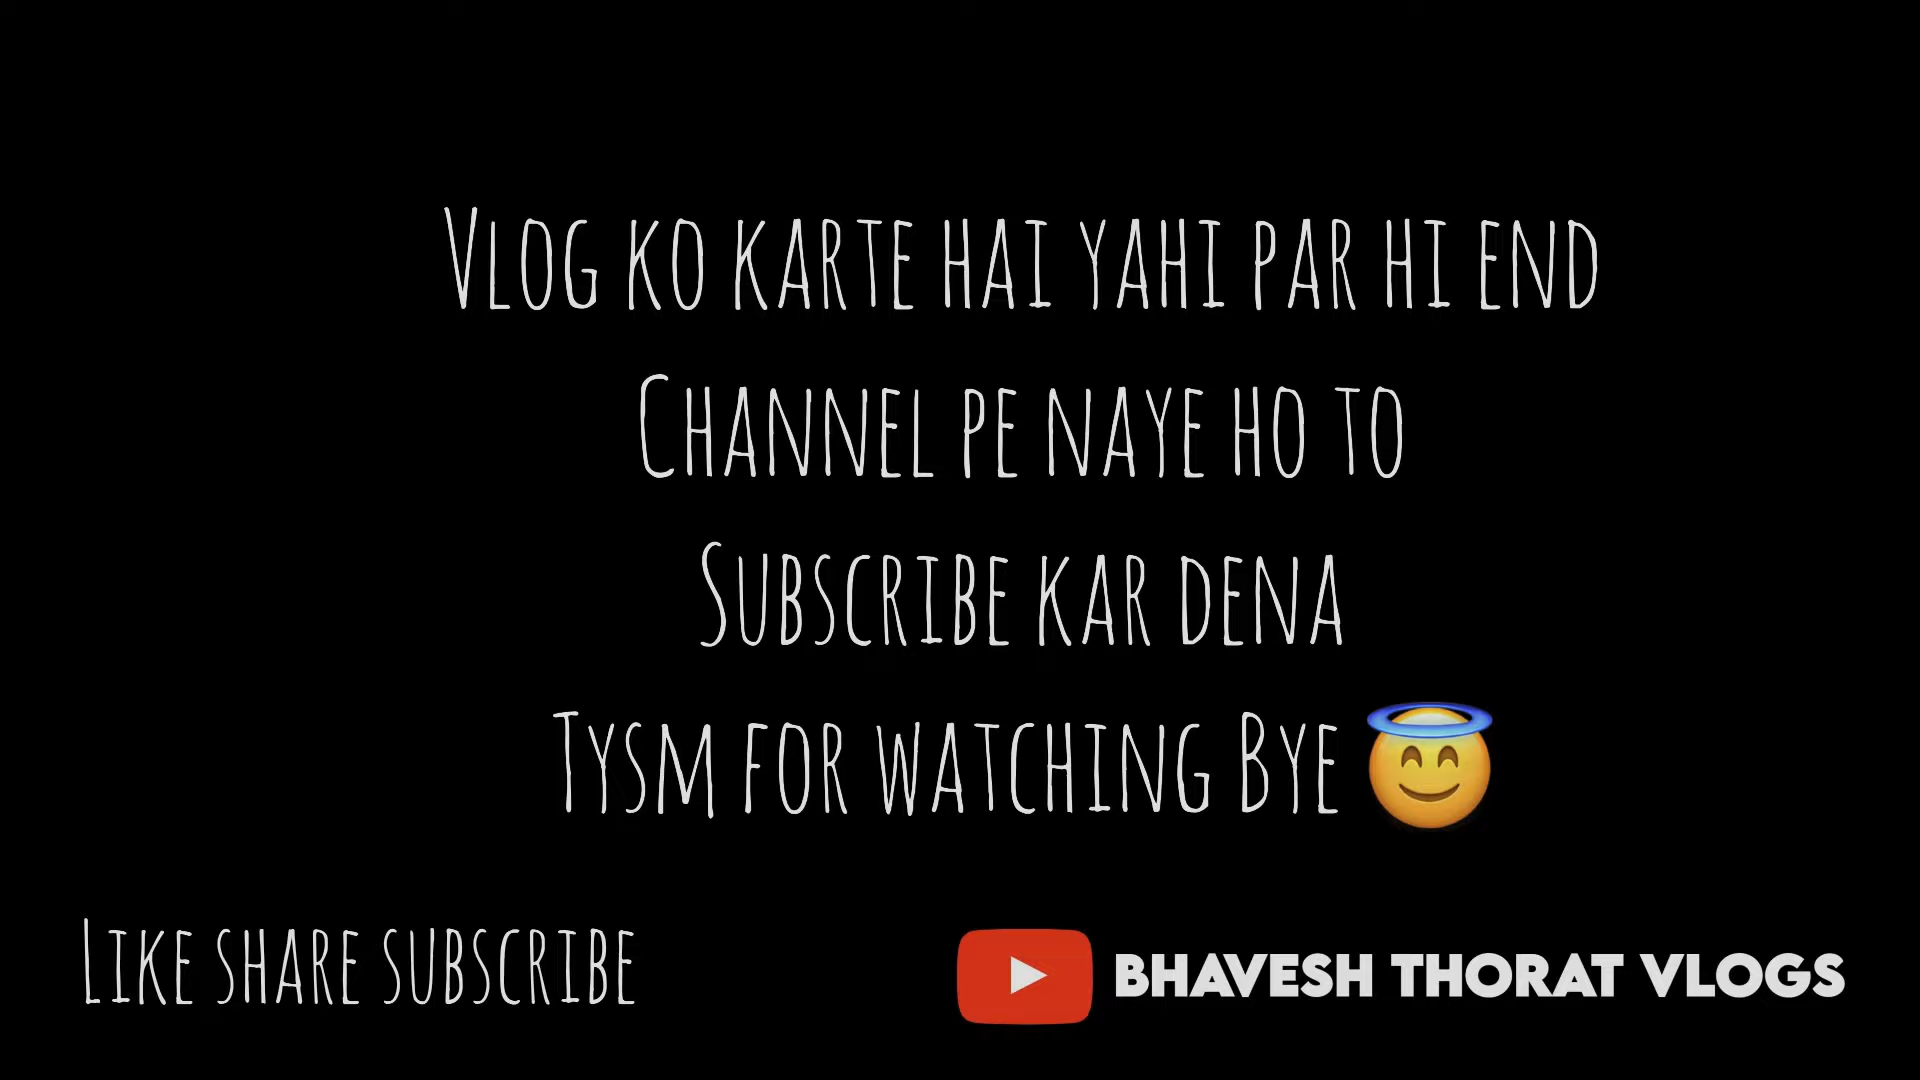 Vlog ko karte hai yahi par hi end
Channel pe naye ho to
Subscribe kar dena
Tysm for watching Bye 😇
Like share subscribe
BHAVESH THORAT VLOGS